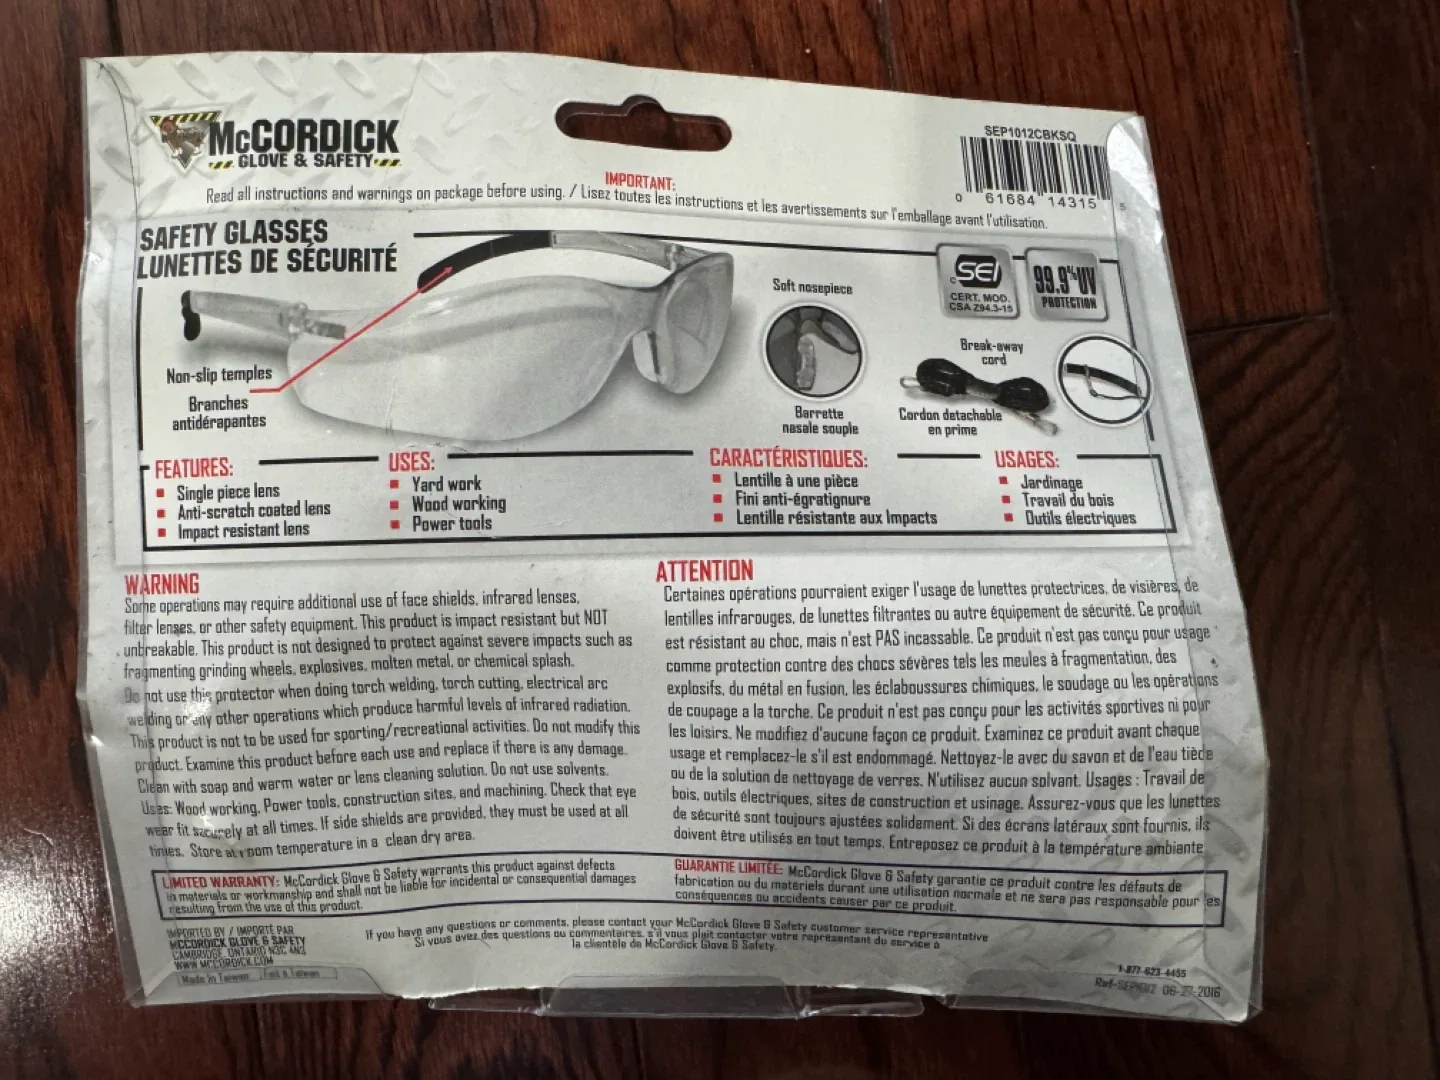 McCORDICK
GLOVE & SAFETY
SEP1012CBKSQ
0 61684 14315 5
IMPORTANT:
Read all instructions and warnings on package before using. / Lisez toutes les instructions et les avertissements sur l'emballage avant l'utilisation.
SAFETY GLASSES
LUNETTES DE SÉCURITÉ
SEI
CERT. MOD.
CSA Z94.3-15
99.9% UV
PROTECTION
Soft nosepiece
Break-away
cord
Non-slip temples
Branches
antidérapantes
Barrette
nasale souple
Cordon detachable
en prime
FEATURES:
Single piece lens
Anti-scratch coated lens
Impact resistant lens
USES:
Yard work
Wood working
Power tools
CARACTÉRISTIQUES:
Lentille à une pièce
Fini anti-égratignure
Lentille résistante aux Impacts
USAGES:
Jardinage
Travail du bois
Outils électriques
WARNING
Some operations may require additional use of face shields, infrared lenses,
filter lenses, or other safety equipment. This product is impact resistant but NOT
unbreakable. This product is not designed to protect against severe impacts such as
fragmenting grinding wheels, explosives, molten metal, or chemical splash.
Do not use this protector when doing torch welding, torch cutting, electrical arc
welding or any other operations which produce harmful levels of infrared radiation.
This product is not to be used for sporting/recreational activities. Do not modify this
product. Examine this product before each use and replace if there is any damage.
Clean with soap and warm water or lens cleaning solution. Do not use solvents.
Uses: Wood working, Power tools, construction sites, and machining. Check that eye
wear fit securely at all times. If side shields are provided, they must be used at all
times. Store at room temperature in a clean dry area.
ATTENTION
Certaines opérations pourraient exiger l'usage de lunettes protectrices, de visières, de
lentilles infrarouges, de lunettes filtrantes ou autre équipement de sécurité. Ce produit
est résistant au choc, mais n'est PAS incassable. Ce produit n'est pas conçu pour usage
comme protection contre des chocs sévères tels les meules à fragmentation, des
explosifs, du métal en fusion, les éclaboussures chimiques, le soudage ou les opérations
de coupage a la torche. Ce produit n'est pas conçu pour les activités sportives ni pour
les loisirs. Ne modifiez d'aucune façon ce produit. Examinez ce produit avant chaque
usage et remplacez-le s'il est endommagé. Nettoyez-le avec du savon et de l'eau tiède
ou de la solution de nettoyage de verres. N'utilisez aucun solvant. Usages : Travail de
bois, outils électriques, sites de construction et usinage. Assurez-vous que les lunettes
de sécurité sont toujours ajustées solidement. Si des écrans latéraux sont fournis, ils
doivent être utilisés en tout temps. Entreposez ce produit à la température ambiante
LIMITED WARRANTY: McCordick Glove & Safety warrants this product against defects
in materials or workmanship and shall not be liable for incidental or consequential damages
resulting from the use of this product.
GUARANTIE LIMITÉE: McCordick Glove & Safety garantie ce produit contre les défauts de
fabrication ou du materiels durant une utilisation normale et ne sera pas responsable pour les
conséquences ou accidents causer par ce produit.
IMPORTED BY / IMPORTÉ PAR
MCCORDICK GLOVE & SAFETY
CAMBRIDGE, ONTARIO N3C 4N3
WWW.MCCORDICK.COM
Made in Taiwan Fait à Taiwan
If you have any questions or comments, please contact your McCordick Glove & Safety customer service representative
Si vous avez des questions ou commentaires, s'il vous plait contacter votre représentant du service à
la clientèle de McCordick Glove & Safety.
1-877-623-4455
Ref-SEP1012 06-27-2016